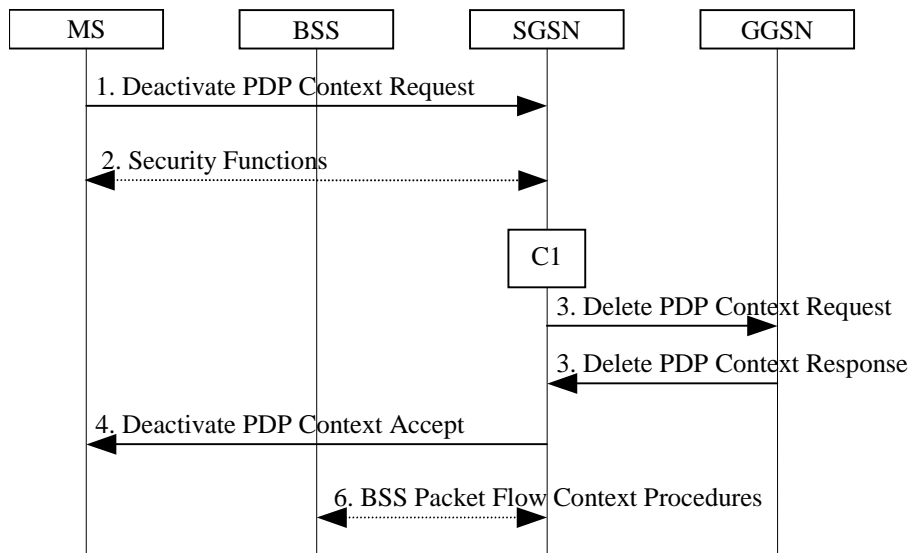 MS
BSS
SGSN
GGSN
1. Deactivate PDP Context Request
2. Security Functions
C1
3. Delete PDP Context Request
3. Delete PDP Context Response
4. Deactivate PDP Context Accept
6. BSS Packet Flow Context Procedures